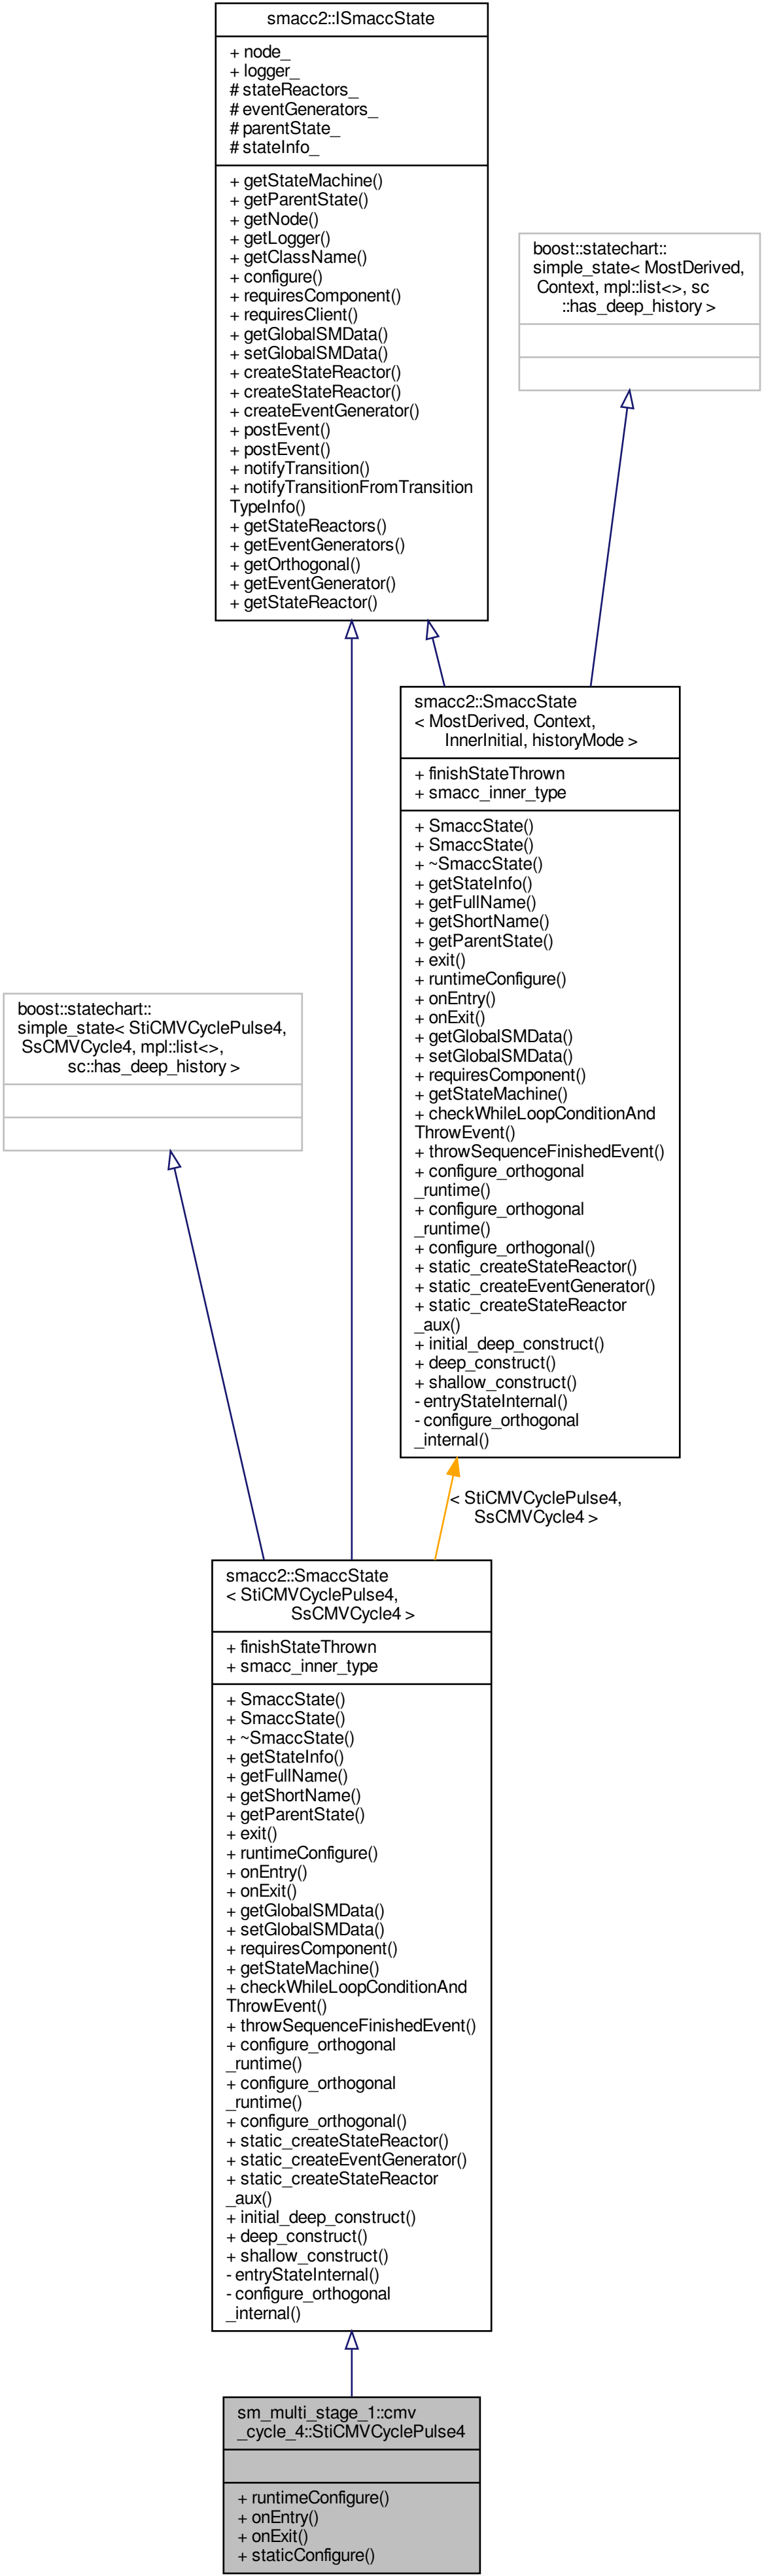 smacc2::ISmaccState
+ node_
+ logger_
# stateReactors_
# eventGenerators_
# parentState_
# stateInfo_
+ getStateMachine()
+ getParentState()
+ getNode()
+ getLogger()
+ getClassName()
+ configure()
+ requiresComponent()
+ requiresClient()
+ getGlobalSMData()
+ setGlobalSMData()
+ createStateReactor()
+ createStateReactor()
+ createEventGenerator()
+ postEvent()
+ postEvent()
+ notifyTransition()
+ notifyTransitionFromTransition
TypeInfo()
+ getStateReactors()
+ getEventGenerators()
+ getOrthogonal()
+ getEventGenerator()
+ getStateReactor()
boost::statechart::
simple_state< MostDerived,
Context, mpl::list<>, sc
::has_deep_history >
smacc2::SmaccState
< MostDerived, Context,
InnerInitial, historyMode >
+ finishStateThrown
+ smacc_inner_type
+ SmaccState()
+ SmaccState()
+ ~SmaccState()
+ getStateInfo()
+ getFullName()
+ getShortName()
+ getParentState()
+ exit()
+ runtimeConfigure()
+ onEntry()
+ onExit()
+ getGlobalSMData()
+ setGlobalSMData()
+ requiresComponent()
+ getStateMachine()
+ checkWhileLoopConditionAnd
ThrowEvent()
+ throwSequenceFinishedEvent()
+ configure_orthogonal
_runtime()
+ configure_orthogonal
_runtime()
+ configure_orthogonal()
+ static_createStateReactor()
+ static_createEventGenerator()
+ static_createStateReactor
_aux()
+ initial_deep_construct()
+ deep_construct()
+ shallow_construct()
- entryStateInternal()
- configure_orthogonal
_internal()
boost::statechart::
simple_state< StiCMVCyclePulse4,
SsCMVCycle4, mpl::list<>,
sc::has_deep_history >
< StiCMVCyclePulse4,
SsCMVCycle4 >
smacc2::SmaccState
< StiCMVCyclePulse4,
SsCMVCycle4 >
+ finishStateThrown
+ smacc_inner_type
+ SmaccState()
+ SmaccState()
+ ~SmaccState()
+ getStateInfo()
+ getFullName()
+ getShortName()
+ getParentState()
+ exit()
+ runtimeConfigure()
+ onEntry()
+ onExit()
+ getGlobalSMData()
+ setGlobalSMData()
+ requiresComponent()
+ getStateMachine()
+ checkWhileLoopConditionAnd
ThrowEvent()
+ throwSequenceFinishedEvent()
+ configure_orthogonal
_runtime()
+ configure_orthogonal
_runtime()
+ configure_orthogonal()
+ static_createStateReactor()
+ static_createEventGenerator()
+ static_createStateReactor
_aux()
+ initial_deep_construct()
+ deep_construct()
+ shallow_construct()
- entryStateInternal()
- configure_orthogonal
_internal()
sm_multi_stage_1::cmv
_cycle_4::StiCMVCyclePulse4
+ runtimeConfigure()
+ onEntry()
+ onExit()
+ staticConfigure()